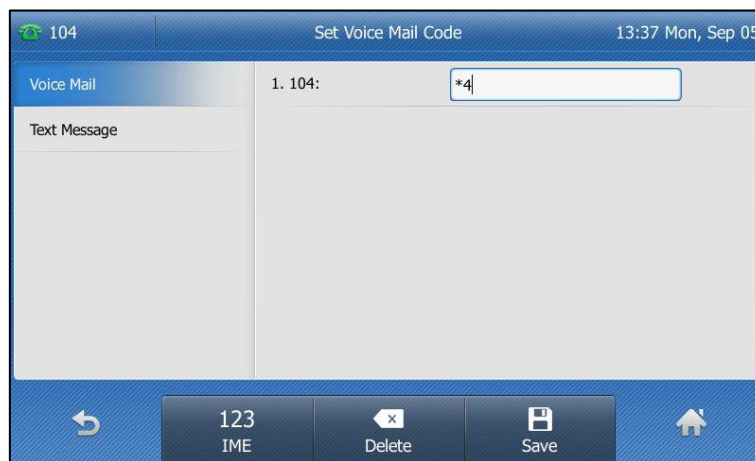 104 Set Voice Mail Code 13:37 Mon, Sep 05
Voice Mail 1. 104: *4
Text Message
123
IME Delete Save